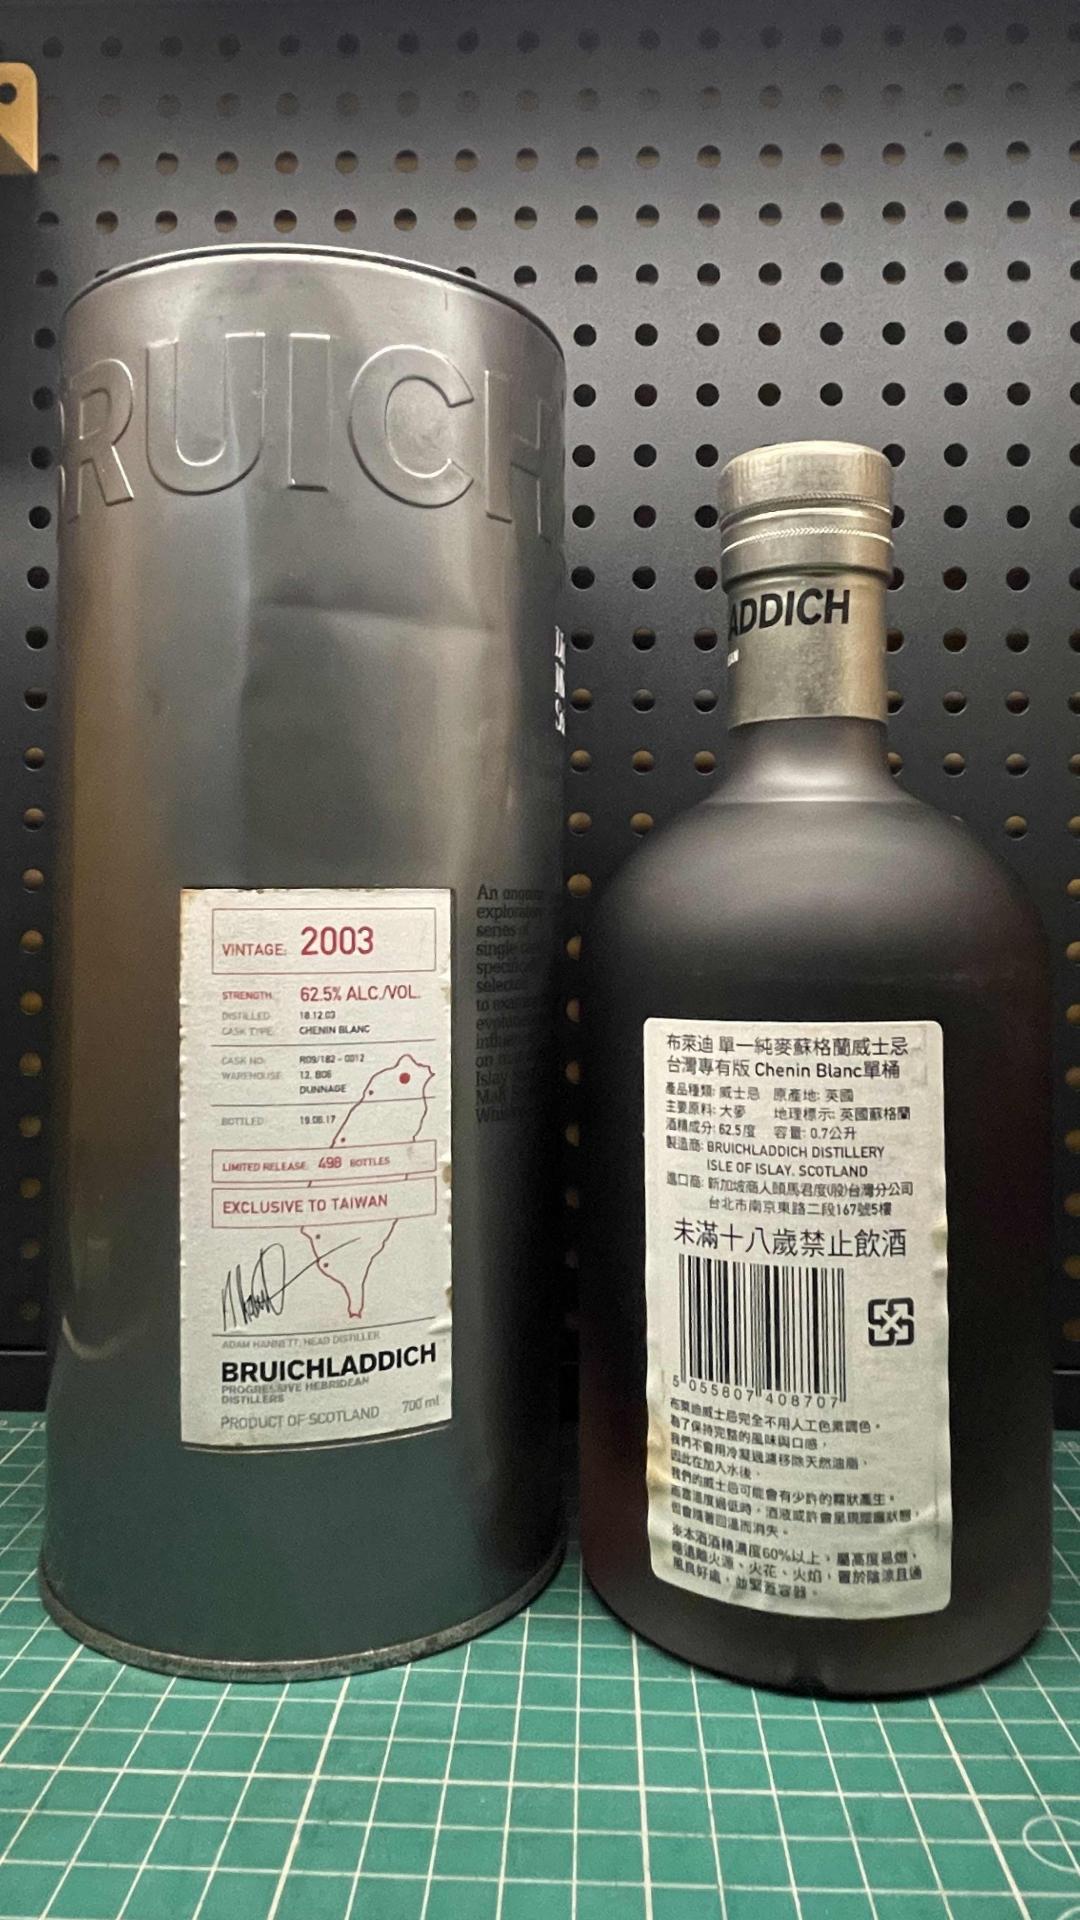 BRUICH
VINTAGE: 2003
STRENGTH 62.5% ALC./VOL.
DISTILLED 18.12.03
CASK TYPE CHENIN BLANC
CASK NO: R09/182 - 0012
WAREHOUSE 12, BOS
DUNNAGE
BOTTLED 19.06.17
LIMITED RELEASE 498 BOTTLES
EXCLUSIVE TO TAIWAN
ADAM HANNETT, HEAD DISTILLER
BRUICHLADDICH
PROGRESSIVE HEBRIDEAN
DISTILLERS
PRODUCT OF SCOTLAND 700 ml
An
series
single
to
on
Islay
Malt
ADDICH
布萊迪 單一純麥蘇格蘭威士忌
台灣專有版 Chenin Blanc單桶
產品種類: 威士忌 原產地: 英國
主要原料: 大麥 地理標示: 英國蘇格蘭
酒精成分: 62.5度 容量: 0.7公升
製造商: BRUICHLADDICH DISTILLERY
ISLE OF ISLAY, SCOTLAND
進口商: 新加坡商人頭馬君度(股)台灣分公司
台北市南京東路二段167號5樓
未滿十八歲禁止飲酒
5 055807 408707
布萊迪威士忌完全不用人工色素調色。
為了保持完整的風味與口感，
我們不會用冷凝過濾移除天然油脂，
因此在加入水後，
我們的威士忌可能會有少許的霧狀產生。
而當溫度過低時，酒液或許會呈現朦朧狀態，
但會隨著回溫而消失。
※本酒酒精濃度60%以上，屬高度易燃，
應遠離火源、火花、火焰，置於陰涼且通
風良好處，並緊蓋容器。